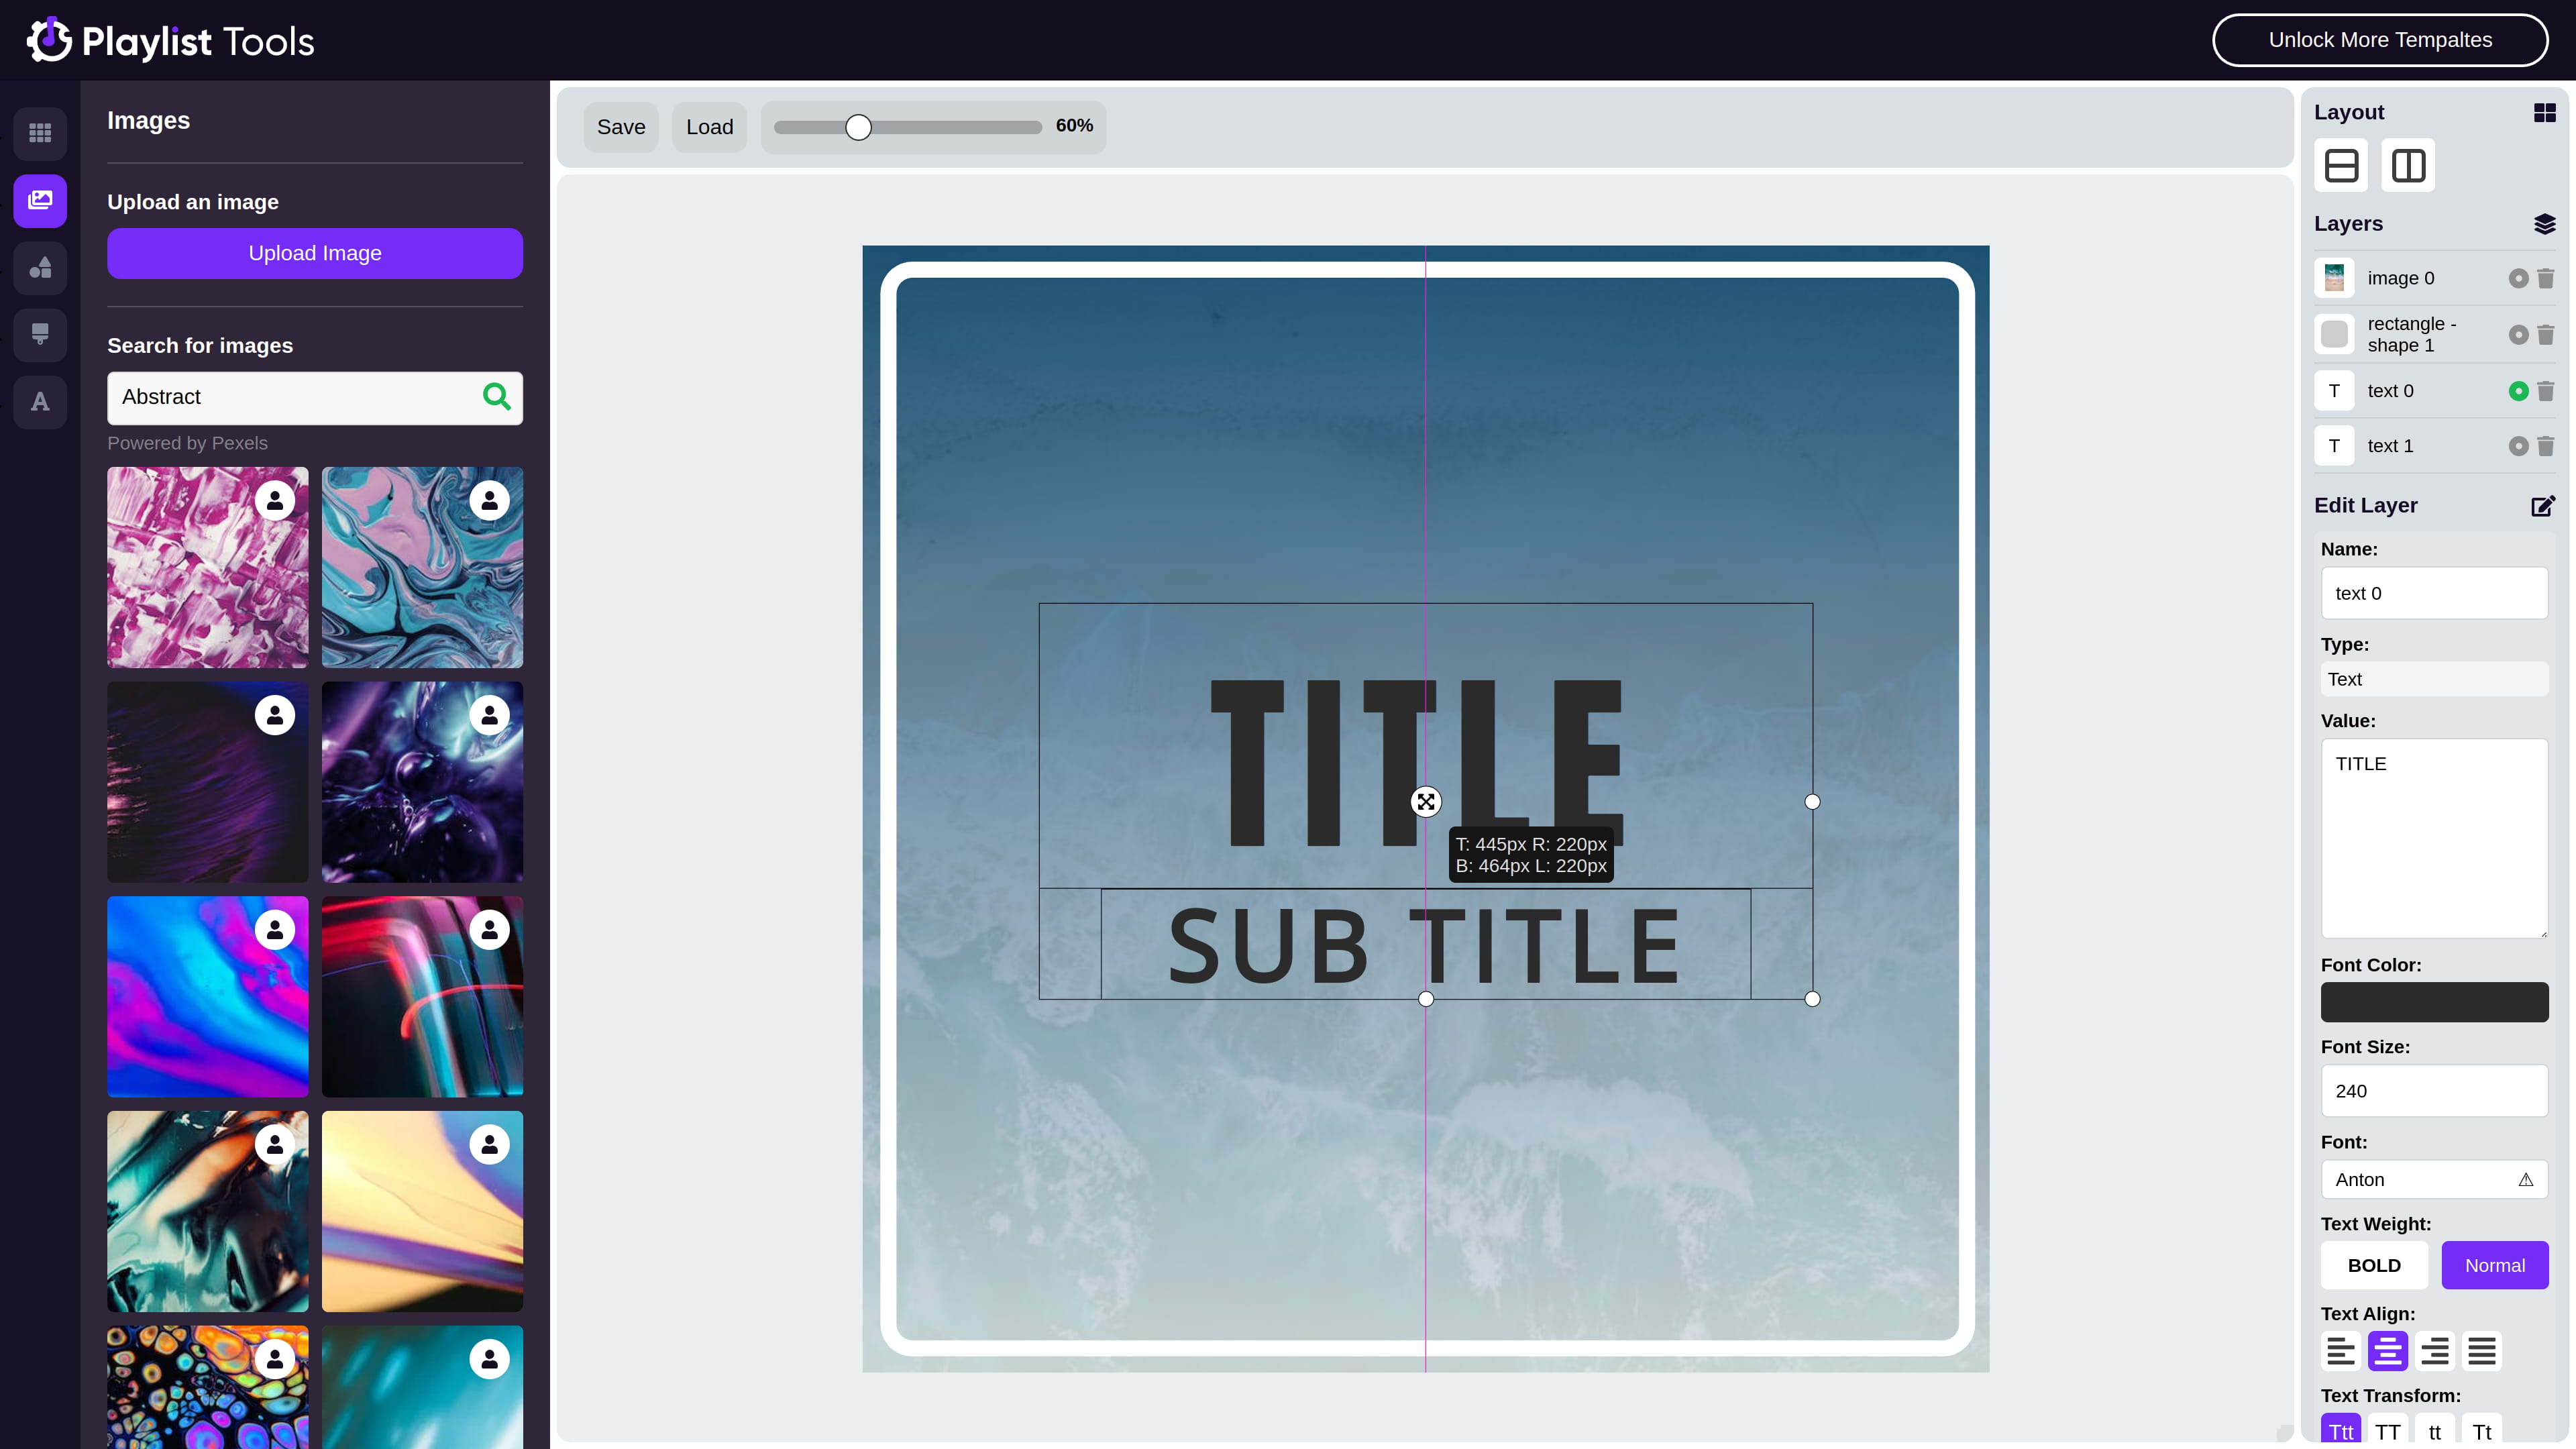 Playlist Tools
Unlock More Tempaltes
Images
Upload an image
Upload Image
Search for images
Abstract
Powered by Pexels
Save
Load
60%
TITLE
T: 445px R: 220px
B: 464px L: 220px
SUB TITLE
Layout
Layers
image 0
rectangle -
shape 1
T
text 0
T
text 1
Edit Layer
Name:
text 0
Type:
Text
Value:
TITLE
Font Color:
Font Size:
240
Font:
Anton
Text Weight:
BOLD
Normal
Text Align:
Text Transform:
Ttt
TT
tt
Tt